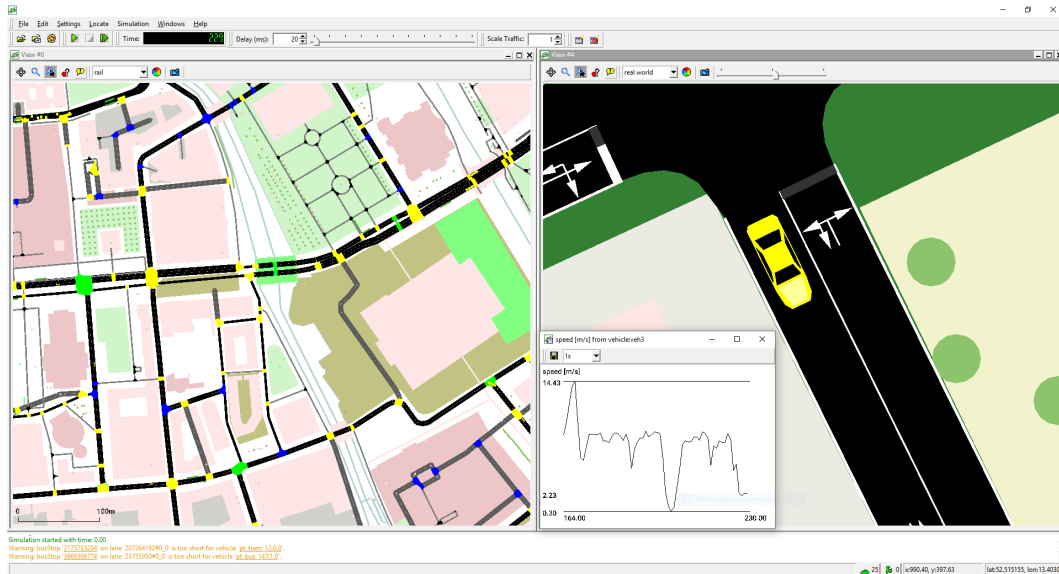 File Edit Settings Locate Simulation Windows Help
Time: 229 Delay (ms): 20 Scale Traffic: 1
View #0
rail
0 100m
View #4
real world
speed [m/s] from vehicle:veh3
1s
speed [m/s]
14.43
2.23
0.30
164.00 230.00
Simulation started with time: 0.00
Warning: busStop '2175753204' on lane '207364192#0_0' is too short for vehicle 'pt_tram_12:0.0'.
Warning: busStop '2889306774' on lane '23755950#0_0' is too short for vehicle 'pt_bus_147:1.0'.
25 0 x:990.40, y:397.63 lat:52.515155, lon:13.4030